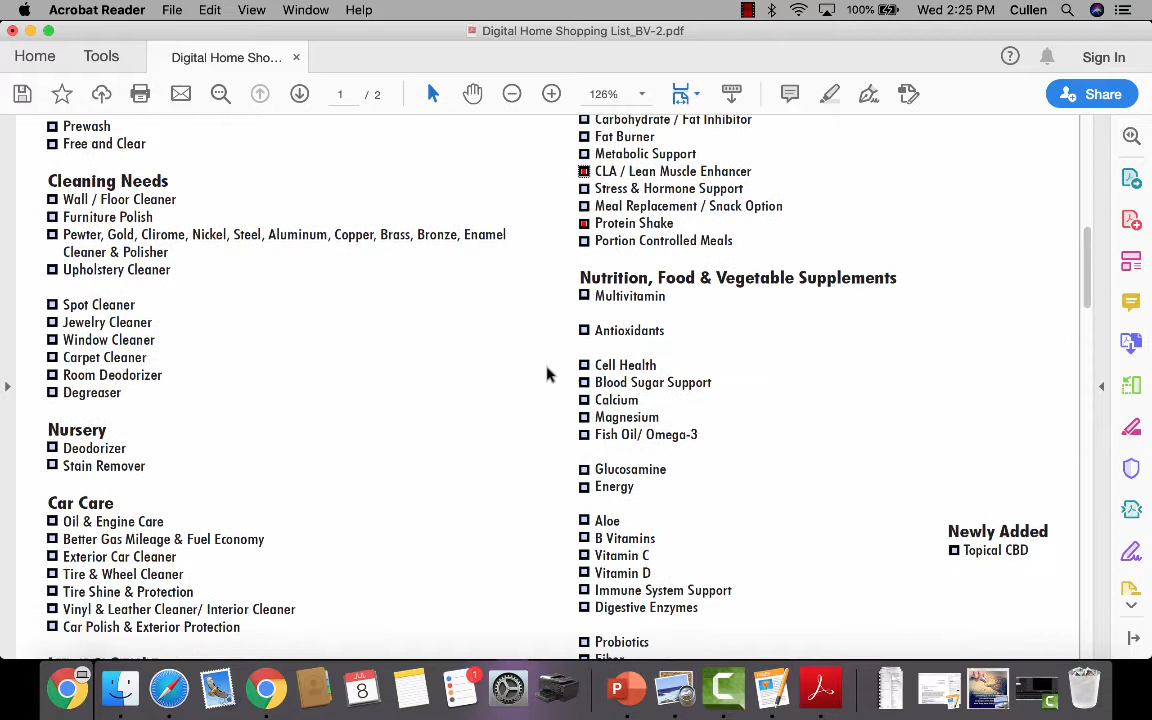 Acrobat Reader File Edit View Window Help 100% Wed 2:25 PM Cullen
Digital Home Shopping List_BV-2.pdf
Home Tools Digital Home Sho... × Sign In
1 / 2 126% Share
Prewash
Free and Clear
Cleaning Needs
Wall / Floor Cleaner
Furniture Polish
Pewter, Gold, Clirome, Nickel, Steel, Aluminum, Copper, Brass, Bronze, Enamel
Cleaner & Polisher
Upholstery Cleaner
Spot Cleaner
Jewelry Cleaner
Window Cleaner
Carpet Cleaner
Room Deodorizer
Degreaser
Nursery
Deodorizer
Stain Remover
Car Care
Oil & Engine Care
Better Gas Mileage & Fuel Economy
Exterior Car Cleaner
Tire & Wheel Cleaner
Tire Shine & Protection
Vinyl & Leather Cleaner/ Interior Cleaner
Car Polish & Exterior Protection
Carbohydrate / Fat Inhibitor
Fat Burner
Metabolic Support
CLA / Lean Muscle Enhancer
Stress & Hormone Support
Meal Replacement / Snack Option
Protein Shake
Portion Controlled Meals
Nutrition, Food & Vegetable Supplements
Multivitamin
Antioxidants
Cell Health
Blood Sugar Support
Calcium
Magnesium
Fish Oil/ Omega-3
Glucosamine
Energy
Aloe
B Vitamins
Vitamin C
Vitamin D
Immune System Support
Digestive Enzymes
Probiotics
Fiber
Newly Added
Topical CBD
JUL
8
1